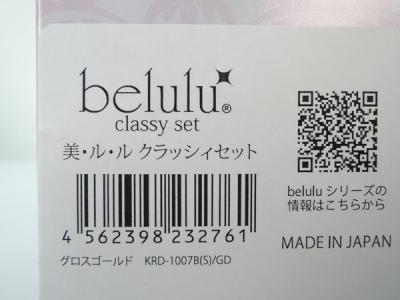 belulu®
classy set
美・ル・ル クラッシィセット
4 562398 232761
グロスゴールド KRD-1007B(S)/GD
belulu シリーズの
情報はこちらから
MADE IN JAPAN